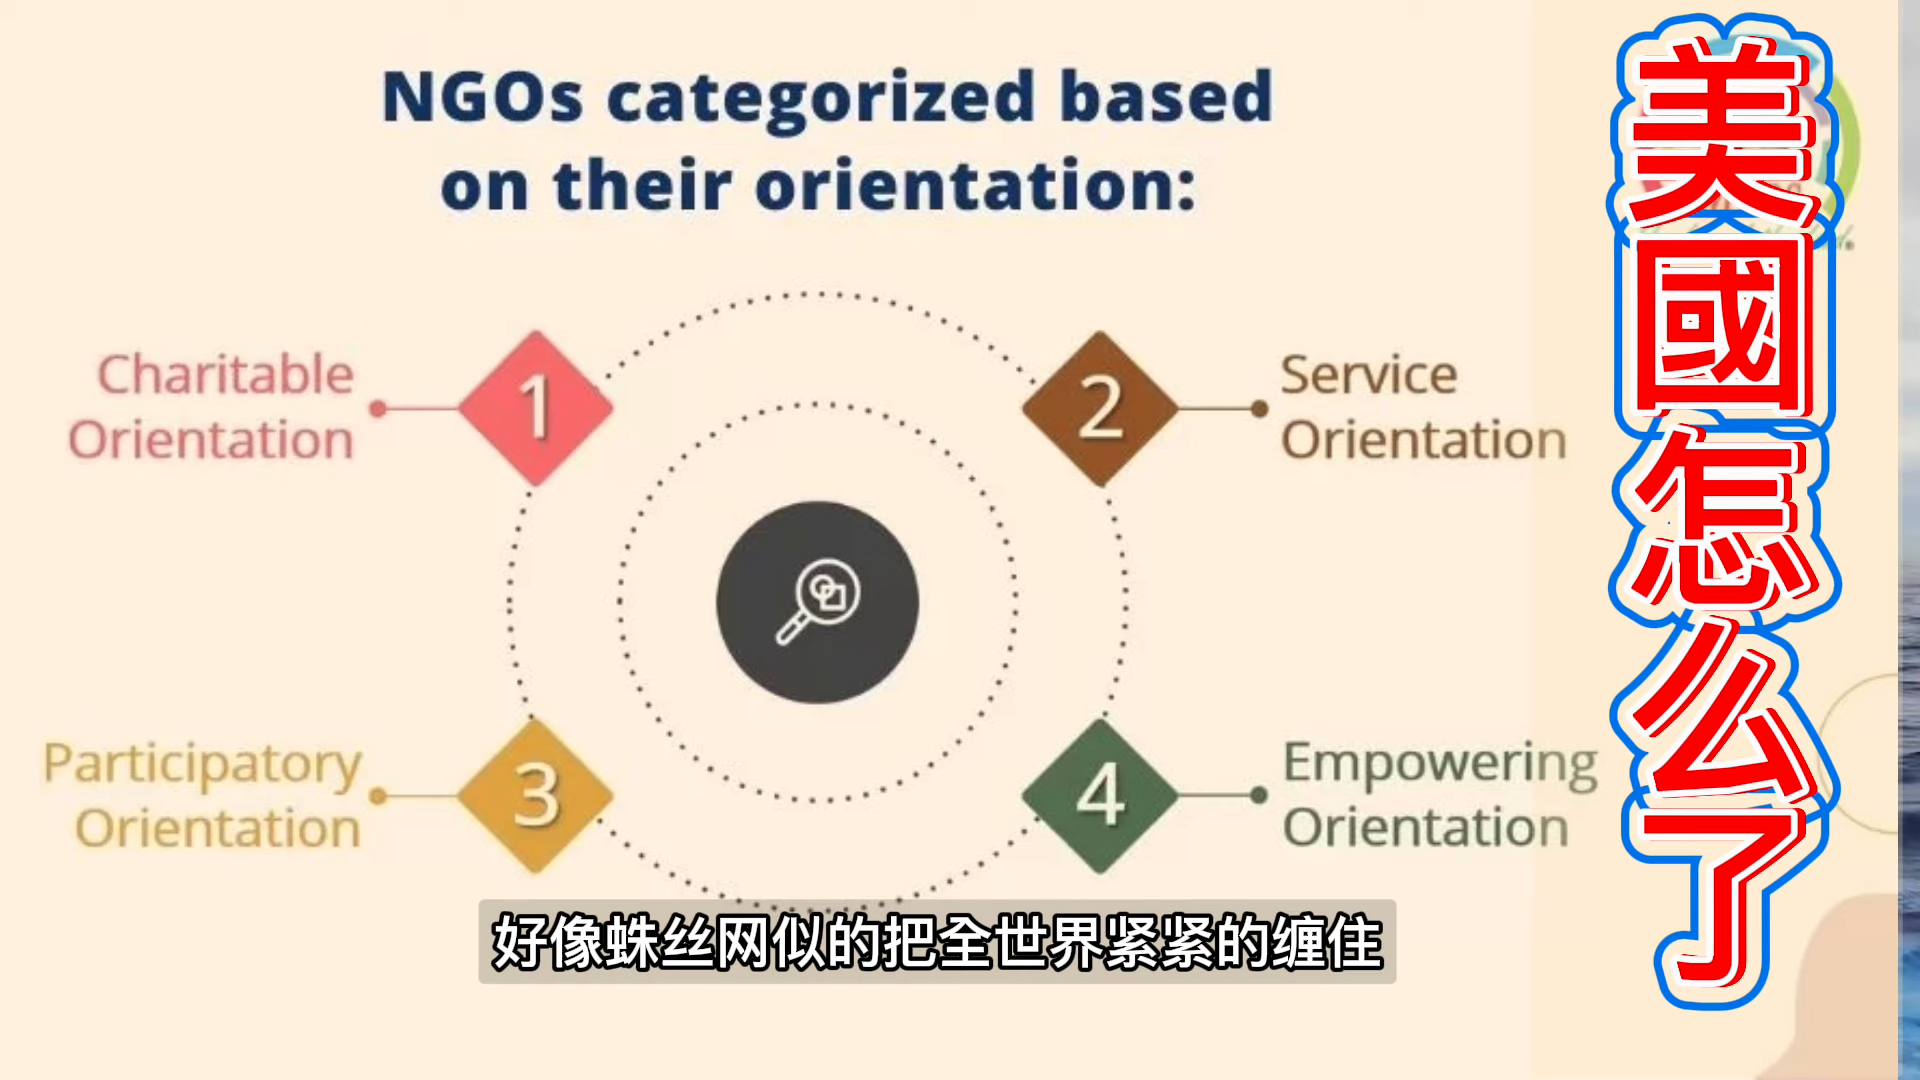 NGOs categorized based
on their orientation:
Charitable
Orientation
1
2
Service
Orientation
Participatory
Orientation
3
4
Empowering
Orientation
好像蛛丝网似的把全世界紧紧的缠住
美國怎么了